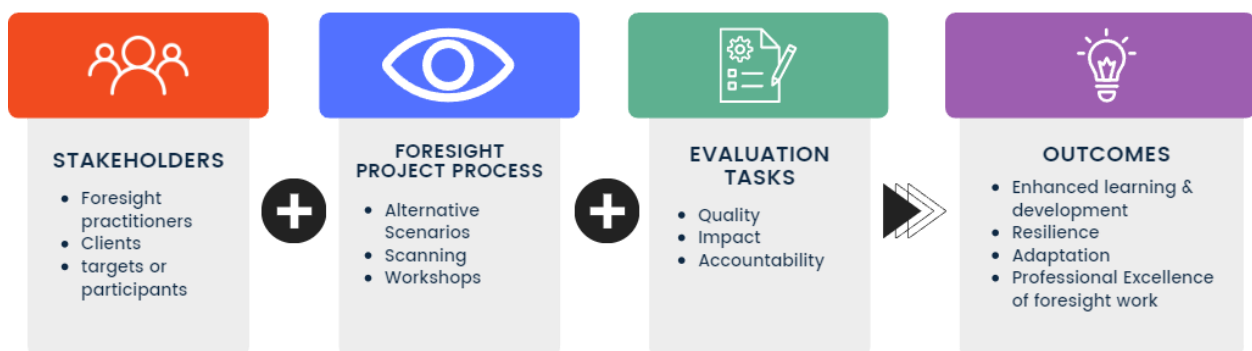 STAKEHOLDERS
• Foresight
practitioners
• Clients
• targets or
participants
FORESIGHT
PROJECT PROCESS
• Alternative
Scenarios
• Scanning
• Workshops
EVALUATION
TASKS
• Quality
• Impact
• Accountability
OUTCOMES
• Enhanced learning &
development
• Resilience
• Adaptation
• Professional Excellence
of foresight work